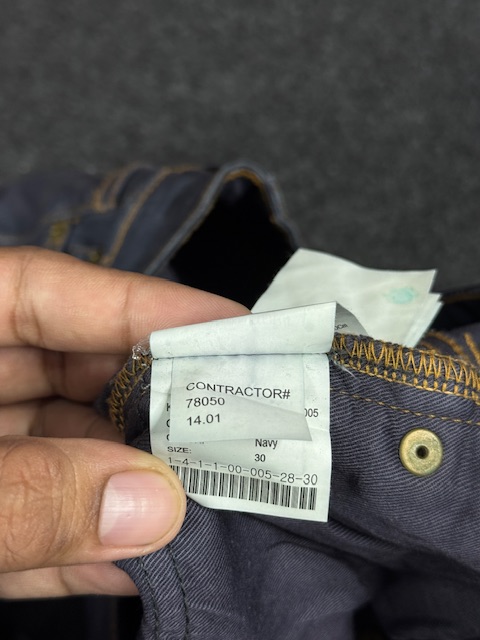 CONTRACTOR#
78050
14.01
005
Navy
SIZE: 30
1-4-1-1-00-005-28-30